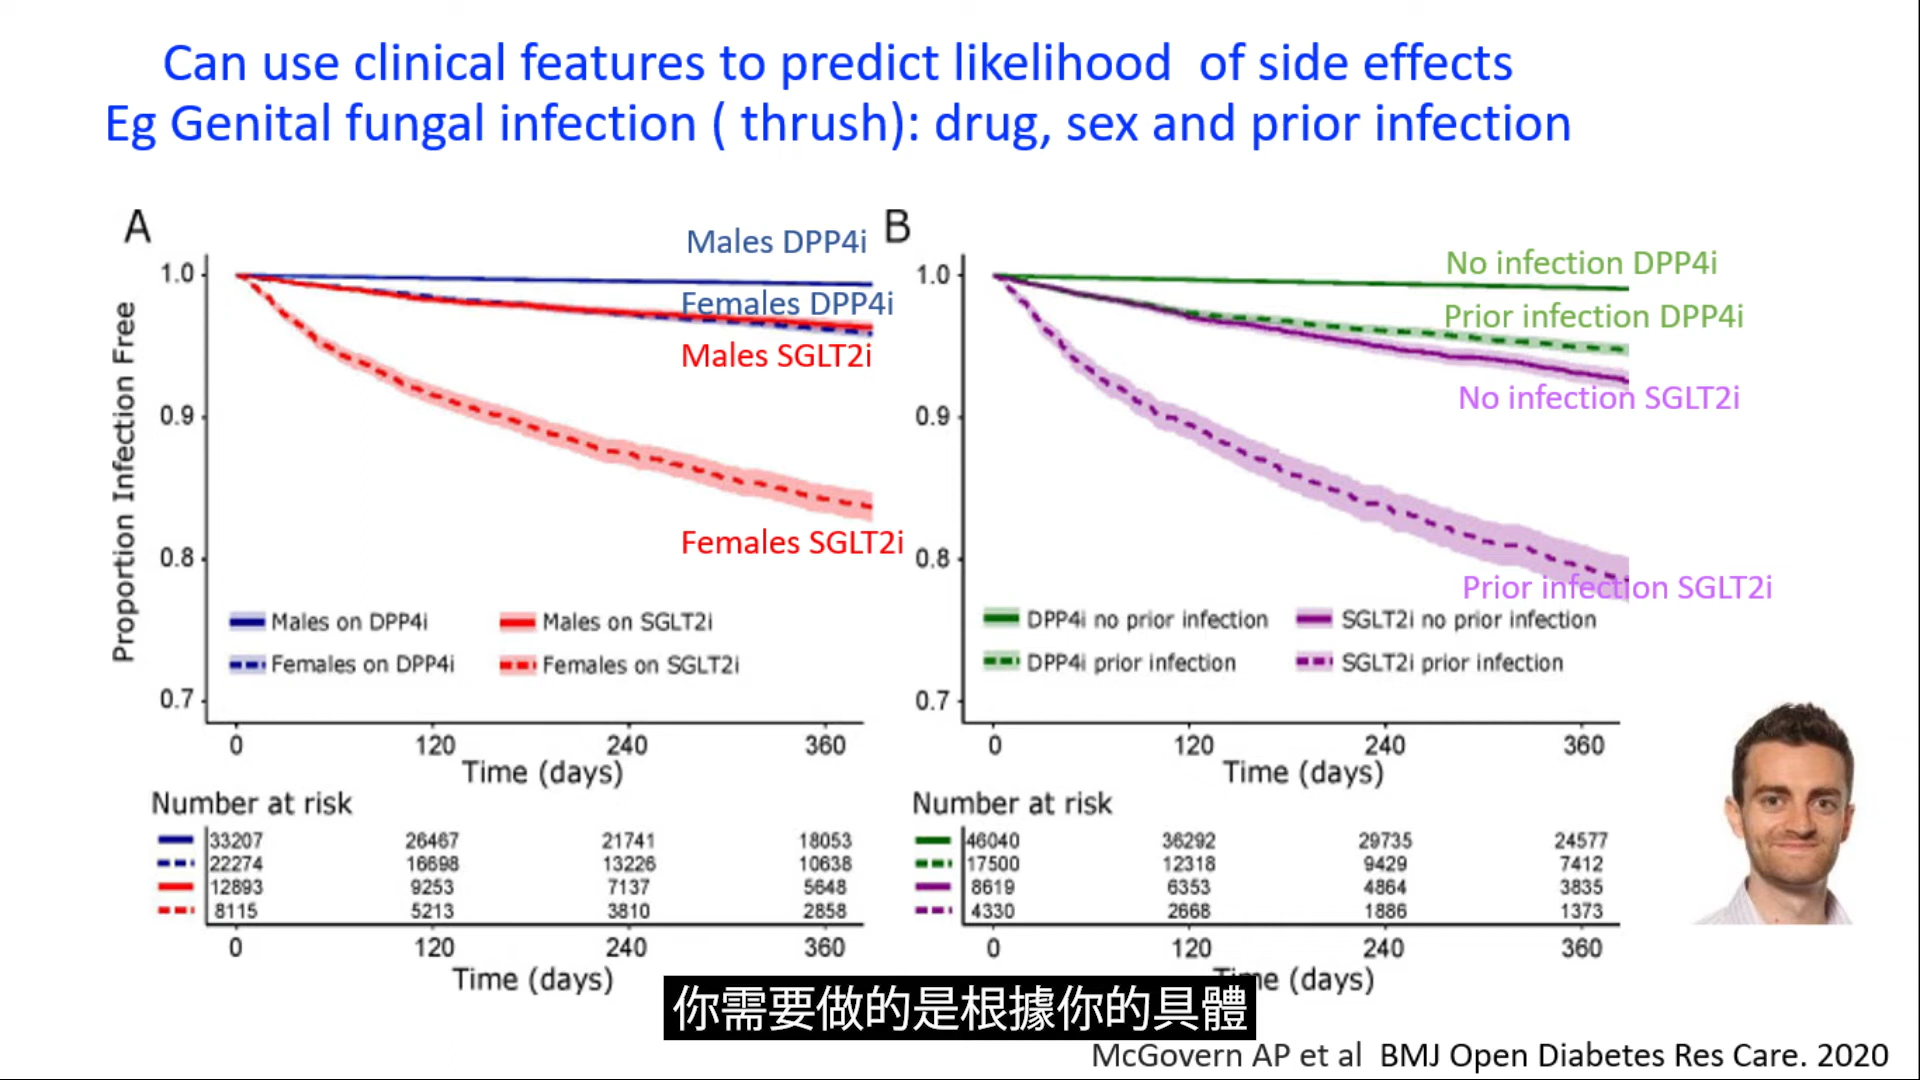 Can use clinical features to predict likelihood of side effects
Eg Genital fungal infection ( thrush): drug, sex and prior infection
A
Males DPP4i
Females DPP4i
Males SGLT2i
Females SGLT2i
Proportion Infection Free
1.0
0.9
0.8
0.7
Males on DPP4i
Males on SGLT2i
Females on DPP4i
Females on SGLT2i
0 120 240 360
Time (days)
Number at risk
33207 26467 21741 18053
22274 16698 13226 10638
12893 9253 7137 5648
8115 5213 3810 2858
0 120 240 360
Time (days)
B
No infection DPP4i
Prior infection DPP4i
No infection SGLT2i
Prior infection SGLT2i
1.0
0.9
0.8
0.7
DPP4i no prior infection
SGLT2i no prior infection
DPP4i prior infection
SGLT2i prior infection
0 120 240 360
Time (days)
Number at risk
46040 36292 29735 24577
17500 12318 9429 7412
8619 6353 4864 3835
4330 2668 1886 1373
0 120 240 360
Time (days)
你需要做的是根據你的具體
McGovern AP et al BMJ Open Diabetes Res Care. 2020